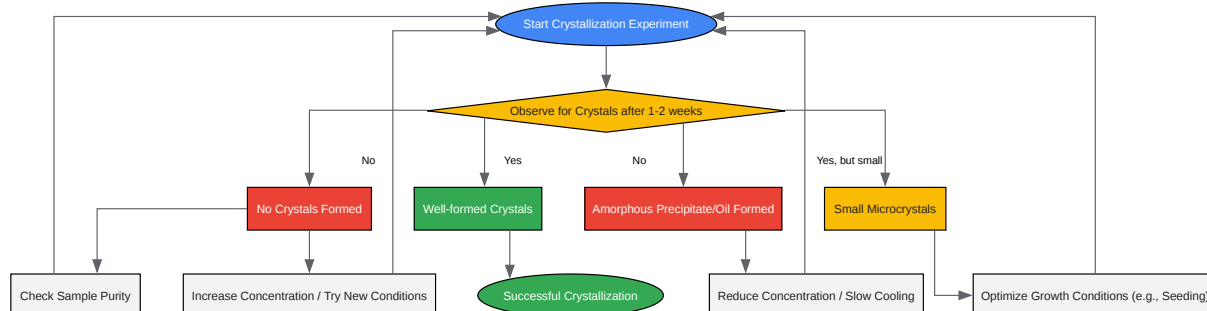 Start Crystallization Experiment
Observe for Crystals after 1-2 weeks
No
Yes
No
Yes, but small
No Crystals Formed
Well-formed Crystals
Amorphous Precipitate/Oil Formed
Small Microcrystals
Check Sample Purity
Increase Concentration / Try New Conditions
Successful Crystallization
Reduce Concentration / Slow Cooling
Optimize Growth Conditions (e.g., Seeding)